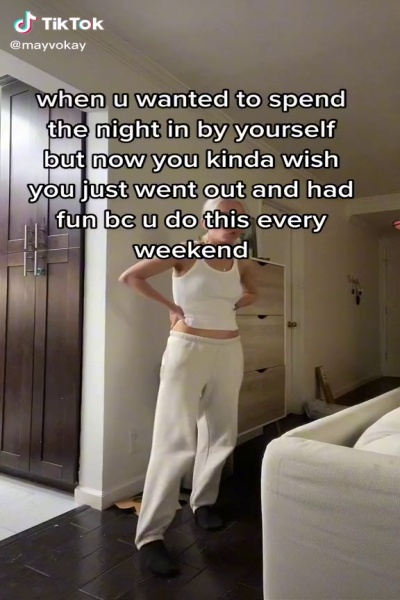 TikTok
@mayvokay
when u wanted to spend
the night in by yourself
but now you kinda wish
you just went out and had
fun bc u do this every
weekend